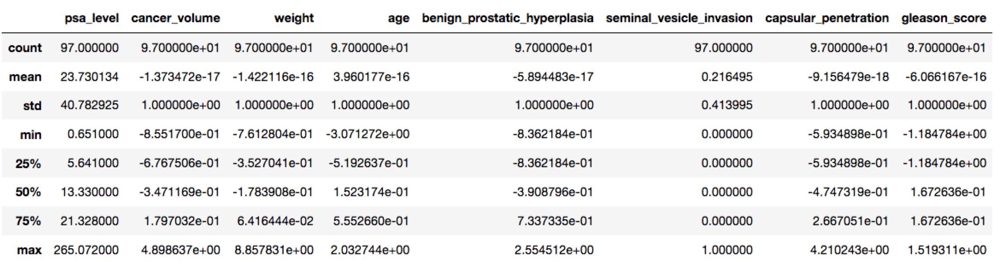 psa_level cancer_volume weight age benign_prostatic_hyperplasia seminal_vesicle_invasion capsular_penetration gleason_score
count 97.000000 9.700000e+01 9.700000e+01 9.700000e+01 9.700000e+01 97.000000 9.700000e+01 9.700000e+01
mean 23.730134 -1.373472e-17 -1.422116e-16 3.960177e-16 -5.894483e-17 0.216495 -9.156479e-18 -6.066167e-16
std 40.782925 1.000000e+00 1.000000e+00 1.000000e+00 1.000000e+00 0.413995 1.000000e+00 1.000000e+00
min 0.651000 -8.551700e-01 -7.612804e-01 -3.071272e+00 -8.362184e-01 0.000000 -5.934898e-01 -1.184784e+00
25% 5.641000 -6.767506e-01 -3.527041e-01 -5.192637e-01 -8.362184e-01 0.000000 -5.934898e-01 -1.184784e+00
50% 13.330000 -3.471169e-01 -1.783908e-01 1.523174e-01 -3.908796e-01 0.000000 -4.747319e-01 1.672636e-01
75% 21.328000 1.797032e-01 6.416444e-02 5.552660e-01 7.337335e-01 0.000000 2.667051e-01 1.672636e-01
max 265.072000 4.898637e+00 8.857831e+00 2.032744e+00 2.554512e+00 1.000000 4.210243e+00 1.519311e+00